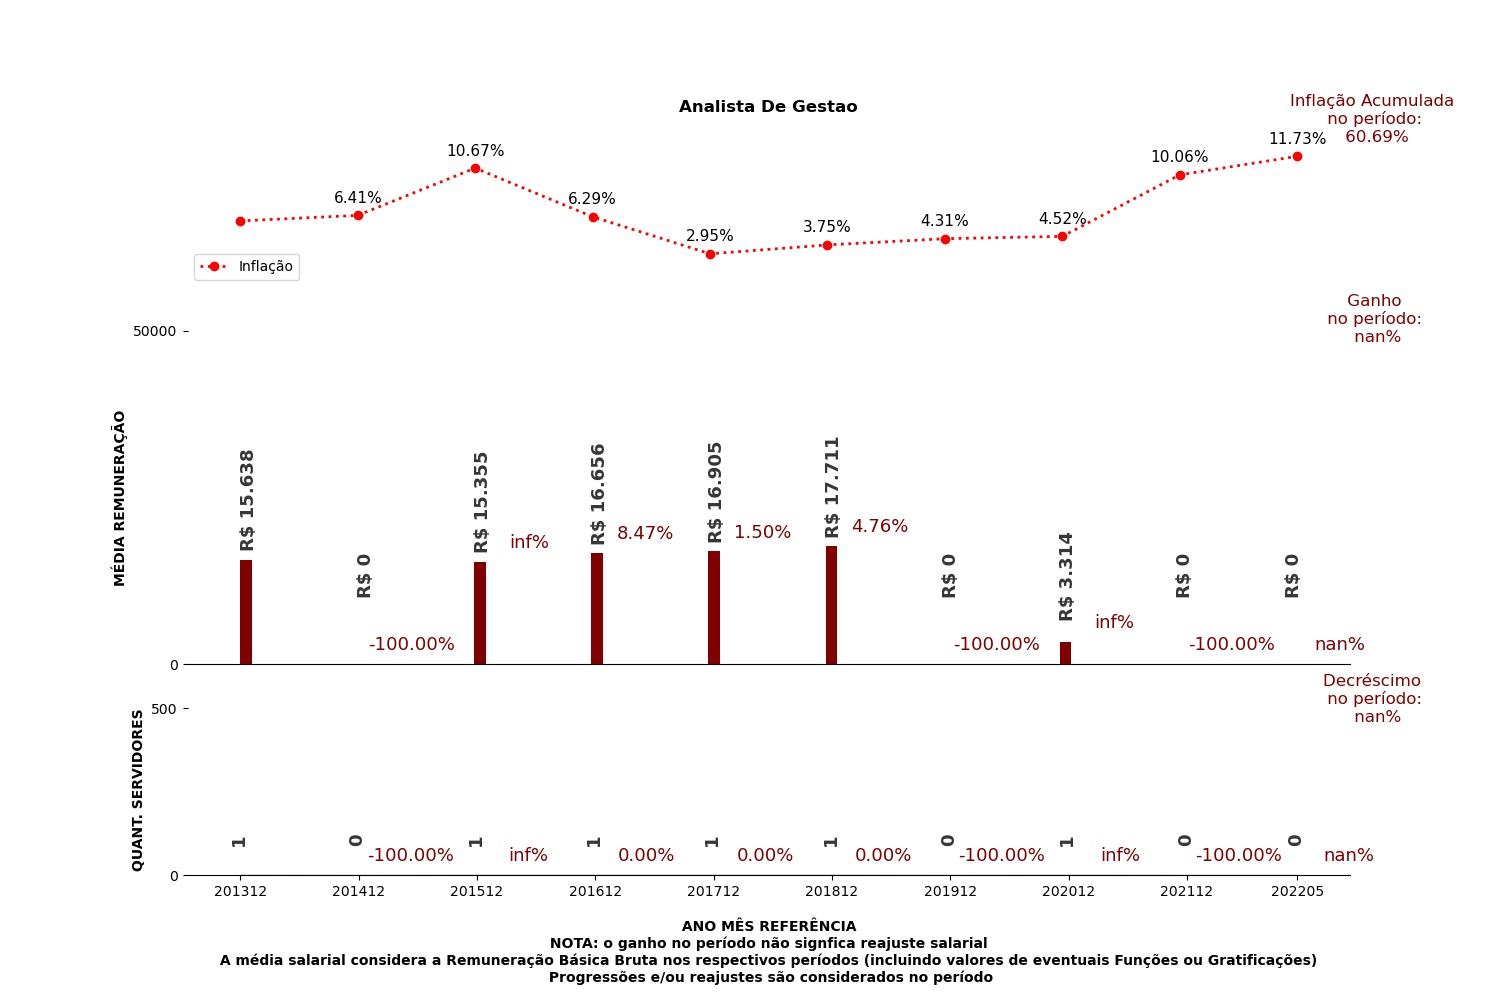 Analista De Gestao
Inflação Acumulada
no período:
60.69%
6.41%
10.67%
6.29%
2.95%
3.75%
4.31%
4.52%
10.06%
11.73%
Inflação
Ganho
no período:
nan%
50000
0
MÉDIA REMUNERAÇÃO
R$ 15.638
R$ 0
R$ 15.355
R$ 16.656
R$ 16.905
R$ 17.711
R$ 0
R$ 3.314
R$ 0
R$ 0
-100.00%
inf%
8.47%
1.50%
4.76%
-100.00%
inf%
-100.00%
nan%
Decréscimo
no período:
nan%
500
0
QUANT. SERVIDORES
1
0
1
1
1
1
0
1
0
0
-100.00%
inf%
0.00%
0.00%
0.00%
-100.00%
inf%
-100.00%
nan%
201312
201412
201512
201612
201712
201812
201912
202012
202112
202205
ANO MÊS REFERÊNCIA
NOTA: o ganho no período não signfica reajuste salarial
A média salarial considera a Remuneração Básica Bruta nos respectivos períodos (incluindo valores de eventuais Funções ou Gratificações)
Progressões e/ou reajustes são considerados no período